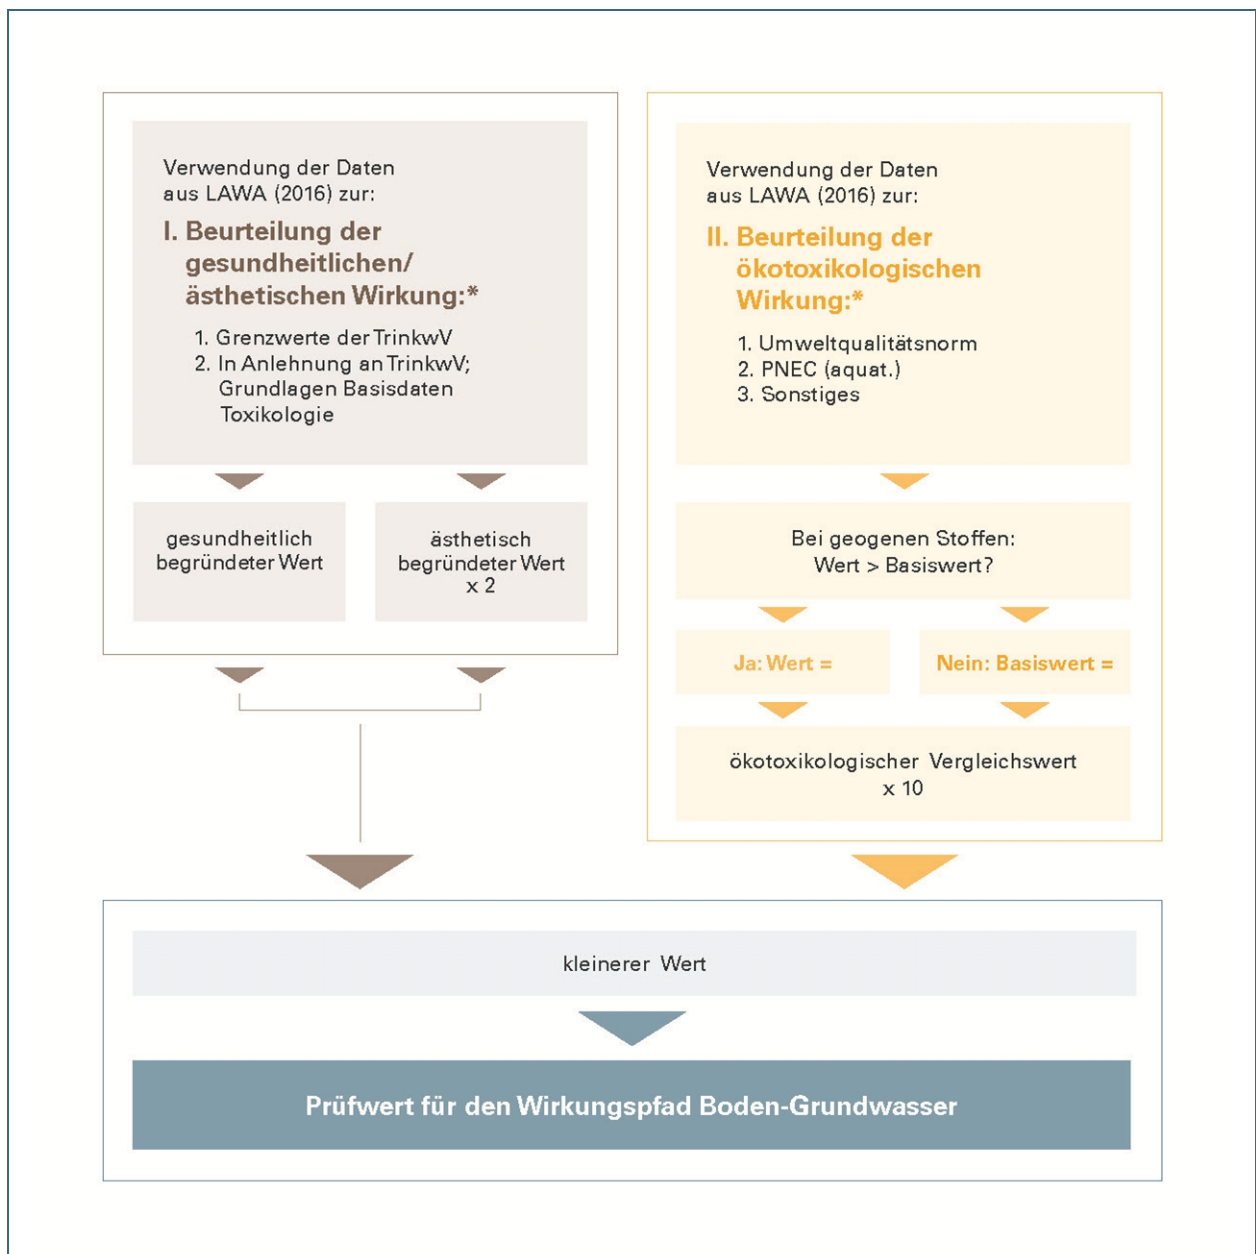 Verwendung der Daten
aus LAWA (2016) zur:
I. Beurteilung der
gesundheitlichen/
ästhetischen Wirkung:*
1. Grenzwerte der TrinkwV
2. In Anlehnung an TrinkwV;
Grundlagen Basisdaten
Toxikologie
gesundheitlich
begründeter Wert
ästhetisch
begründeter Wert
x 2
Verwendung der Daten
aus LAWA (2016) zur:
II. Beurteilung der
ökotoxikologischen
Wirkung:*
1. Umweltqualitätsnorm
2. PNEC (aquat.)
3. Sonstiges
Bei geogenen Stoffen:
Wert > Basiswert?
Ja: Wert =
Nein: Basiswert =
ökotoxikologischer Vergleichswert
x 10
kleinerer Wert
Prüfwert für den Wirkungspfad Boden-Grundwasser